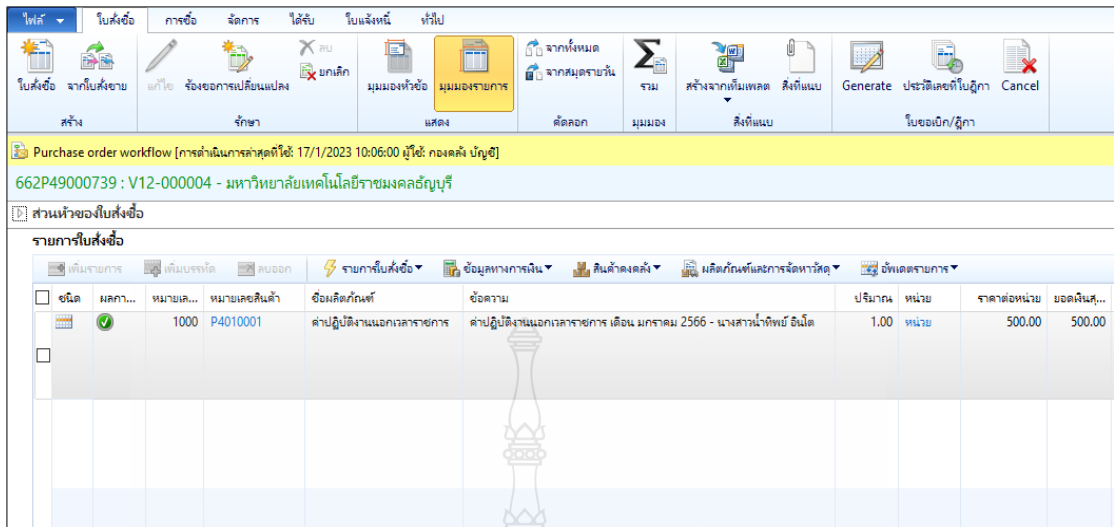 ไฟล์ ใบสั่งซื้อ การซื้อ จัดการ ได้รับ ใบแจ้งหนี้ ทั่วไป
ใบสั่งซื้อ จากใบสั่งขาย แก้ไข ร้องขอการเปลี่ยนแปลง ลบ ยกเลิก มุมมองหัวข้อ มุมมองรายการ จากทั้งหมด จากสมุดรายวัน รวม สร้างจากเท็มเพลต สิ่งที่แนบ Generate ประวัติเลขที่ใบฎีกา Cancel
สร้าง รักษา แสดง คัดลอก มุมมอง สิ่งที่แนบ ใบขอเบิก/ฎีกา
Purchase order workflow [การดำเนินการล่าสุดที่ใช้: 17/1/2023 10:06:00 ผู้ใช้: กองคลัง บัญชี]
662P49000739 : V12-000004 - มหาวิทยาลัยเทคโนโลยีราชมงคลธัญบุรี
ส่วนหัวของใบสั่งซื้อ
รายการใบสั่งซื้อ
เพิ่มรายการ เพิ่มบรรทัด ลบออก รายการใบสั่งซื้อ ข้อมูลทางการเงิน สินค้าคงคลัง ผลิตภัณฑ์และการจัดหาวัสดุ อัพเดตรายการ
ชนิด ผลกา... หมายเล... หมายเลขสินค้า ชื่อผลิตภัณฑ์ ข้อความ ปริมาณ หน่วย ราคาต่อหน่วย ยอดเงินสุ...
1000 P4010001 ค่าปฏิบัติงานนอกเวลาราชการ ค่าปฏิบัติงานนอกเวลาราชการ เดือน มกราคม 2566 - นางสาวน้ำทิพย์ อินโต 1.00 หน่วย 500.00 500.00